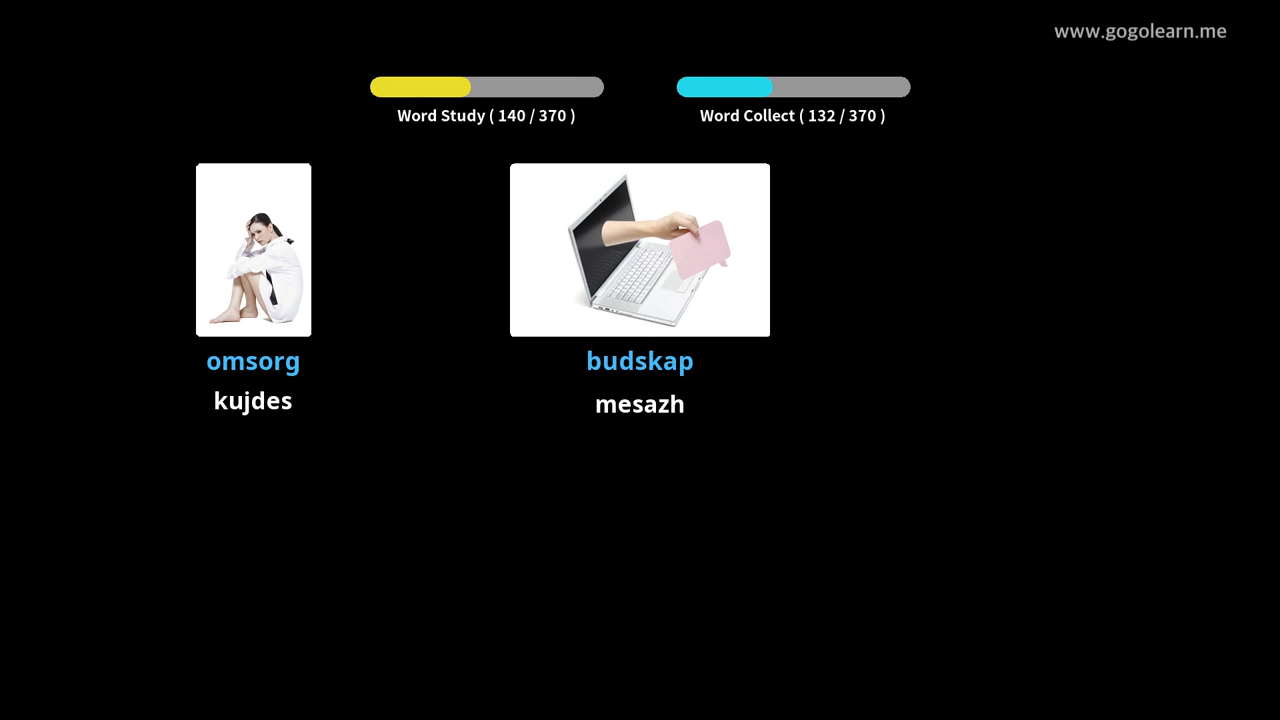 www.gogolearn.me
Word Study ( 140 / 370 )
Word Collect ( 132 / 370 )
omsorg
kujdes
budskap
mesazh